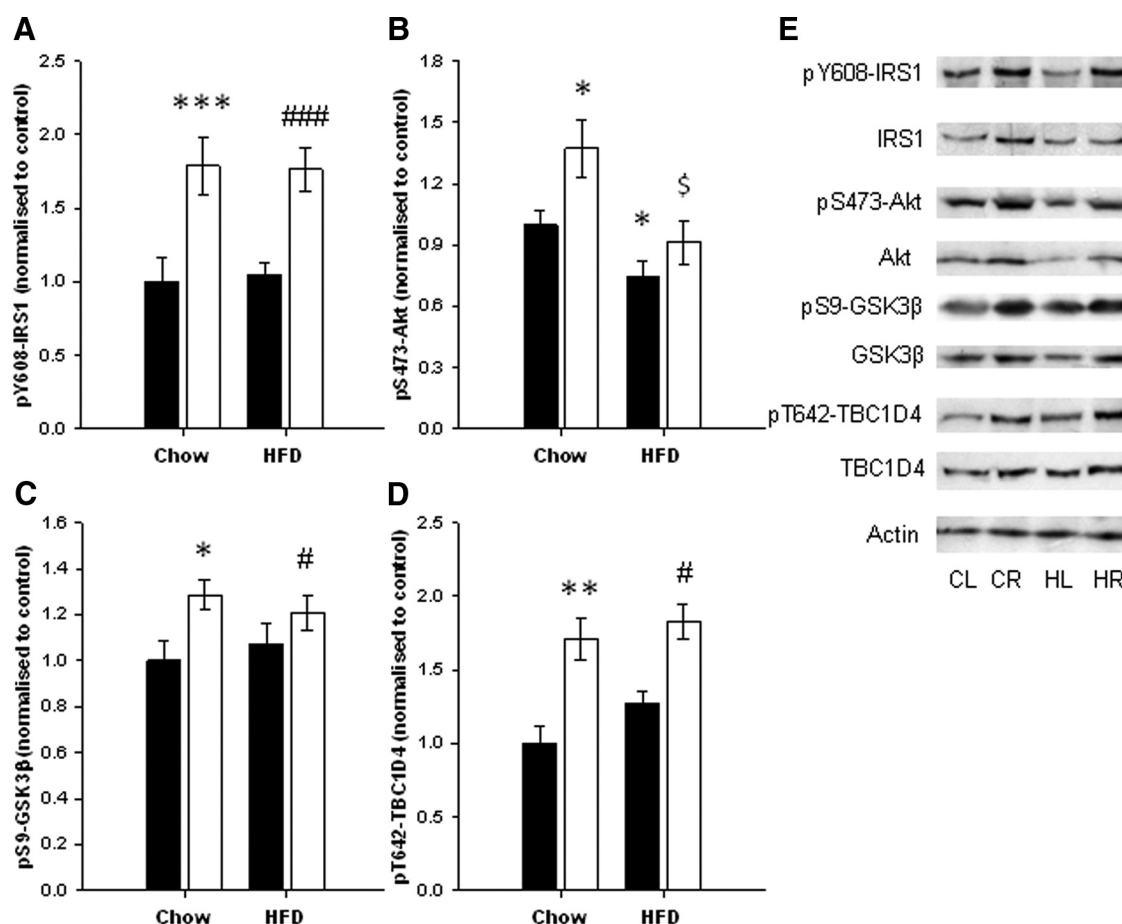 A
pY608-IRS1 (normalised to control)
2.5
2.0
1.5
1.0
0.5
0.0
***
###
Chow HFD
B
pS473-Akt (normalised to control)
1.8
1.5
1.2
0.9
0.6
0.3
0.0
*
*
$
Chow HFD
C
pS9-GSK3β (normalised to control)
1.6
1.4
1.2
1.0
0.8
0.6
0.4
0.2
0.0
*
#
Chow HFD
D
pT642-TBC1D4 (normalised to control)
2.5
2.0
1.5
1.0
0.5
0.0
**
#
Chow HFD
E
pY608-IRS1
IRS1
pS473-Akt
Akt
pS9-GSK3β
GSK3β
pT642-TBC1D4
TBC1D4
Actin
CL CR HL HR